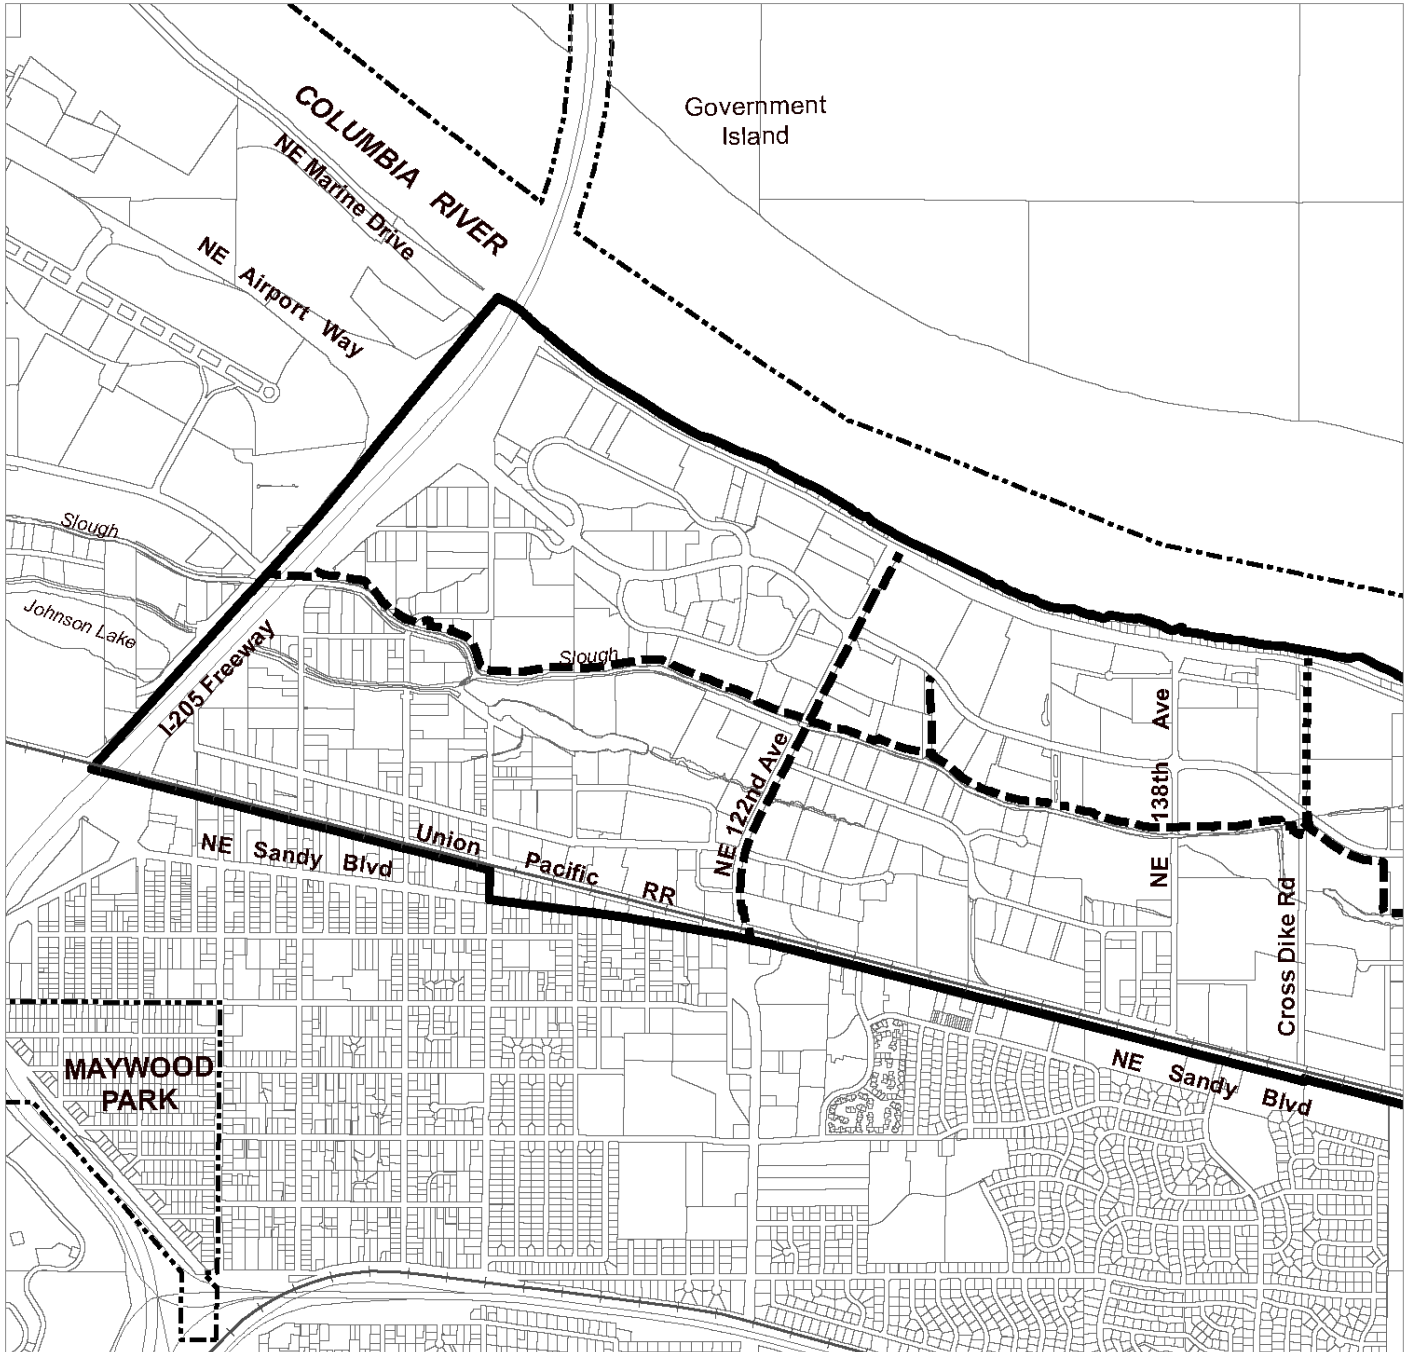 Government
Island
COLUMBIA RIVER
NE Marine Drive
NE Airport Way
Slough
Johnson Lake
I-205 Freeway
Slough
NE 138th Ave
NE 122nd Ave
NE Sandy Blvd
Union Pacific RR
Cross Dike Rd
MAYWOOD
PARK
NE Sandy Blvd